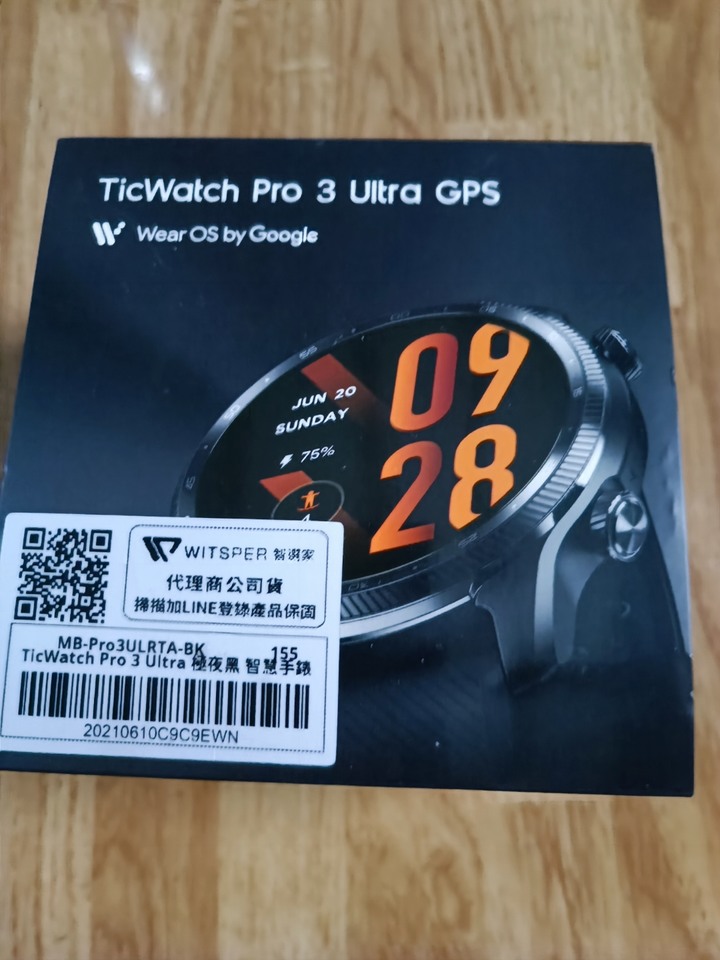 TicWatch Pro 3 Ultra GPS
Wear OS by Google
JUN 20
SUNDAY
75%
09
28
WITSPER 智選家
代理商公司貨
掃描加LINE登錄產品保固
MB-Pro3ULRTA-BK 155
TicWatch Pro 3 Ultra 極夜黑 智慧手錶
20210610C9C9EWN